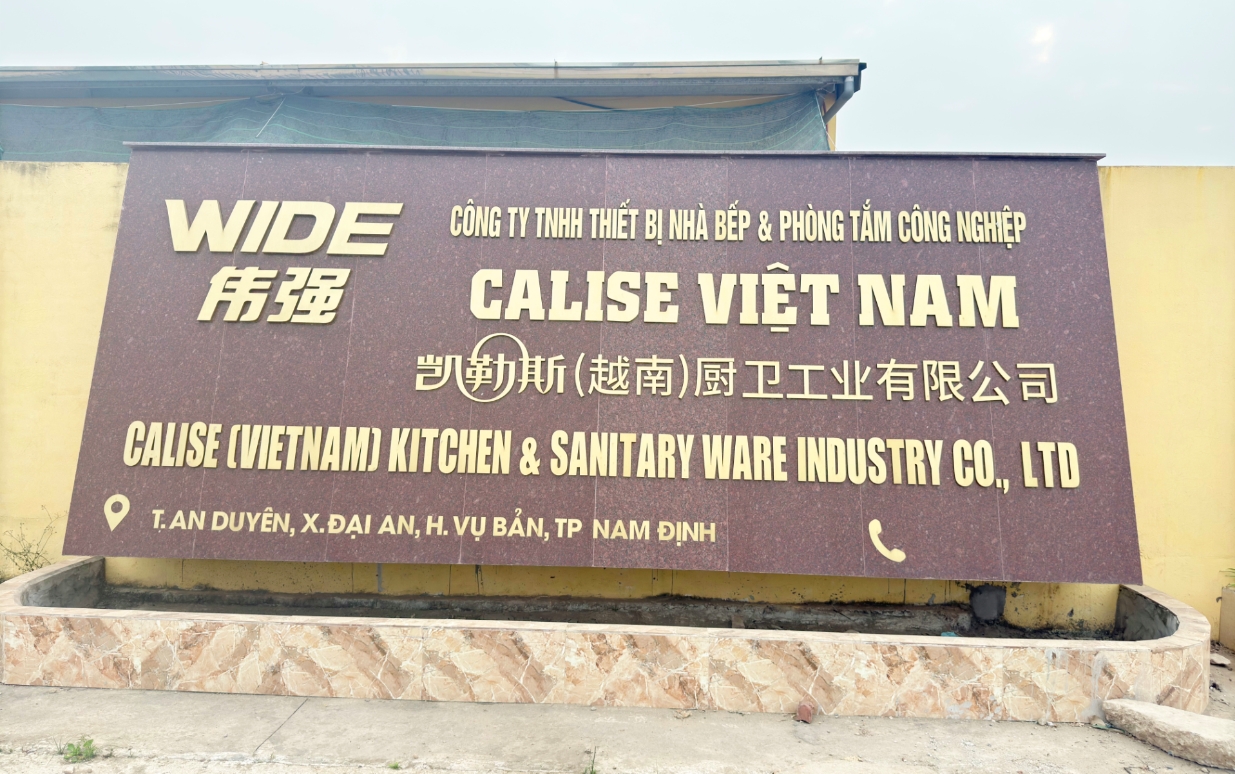 WIDE
伟强
CÔNG TY TNHH THIẾT BỊ NHÀ BẾP & PHÒNG TẮM CÔNG NGHIỆP
CALISE VIỆT NAM
凯勒斯(越南)厨卫工业有限公司
CALISE (VIETNAM) KITCHEN & SANITARY WARE INDUSTRY CO., LTD
T. AN DUYÊN, X. ĐẠI AN, H. VỤ BẢN, TP NAM ĐỊNH